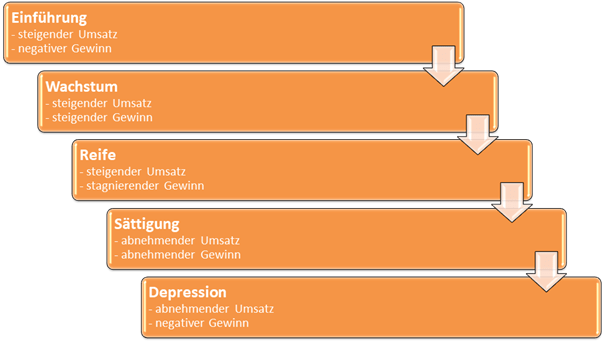 Einführung
- steigender Umsatz
- negativer Gewinn
Wachstum
- steigender Umsatz
- steigender Gewinn
Reife
- steigender Umsatz
- stagnierender Gewinn
Sättigung
- abnehmender Umsatz
- abnehmender Gewinn
Depression
- abnehmender Umsatz
- negativer Gewinn